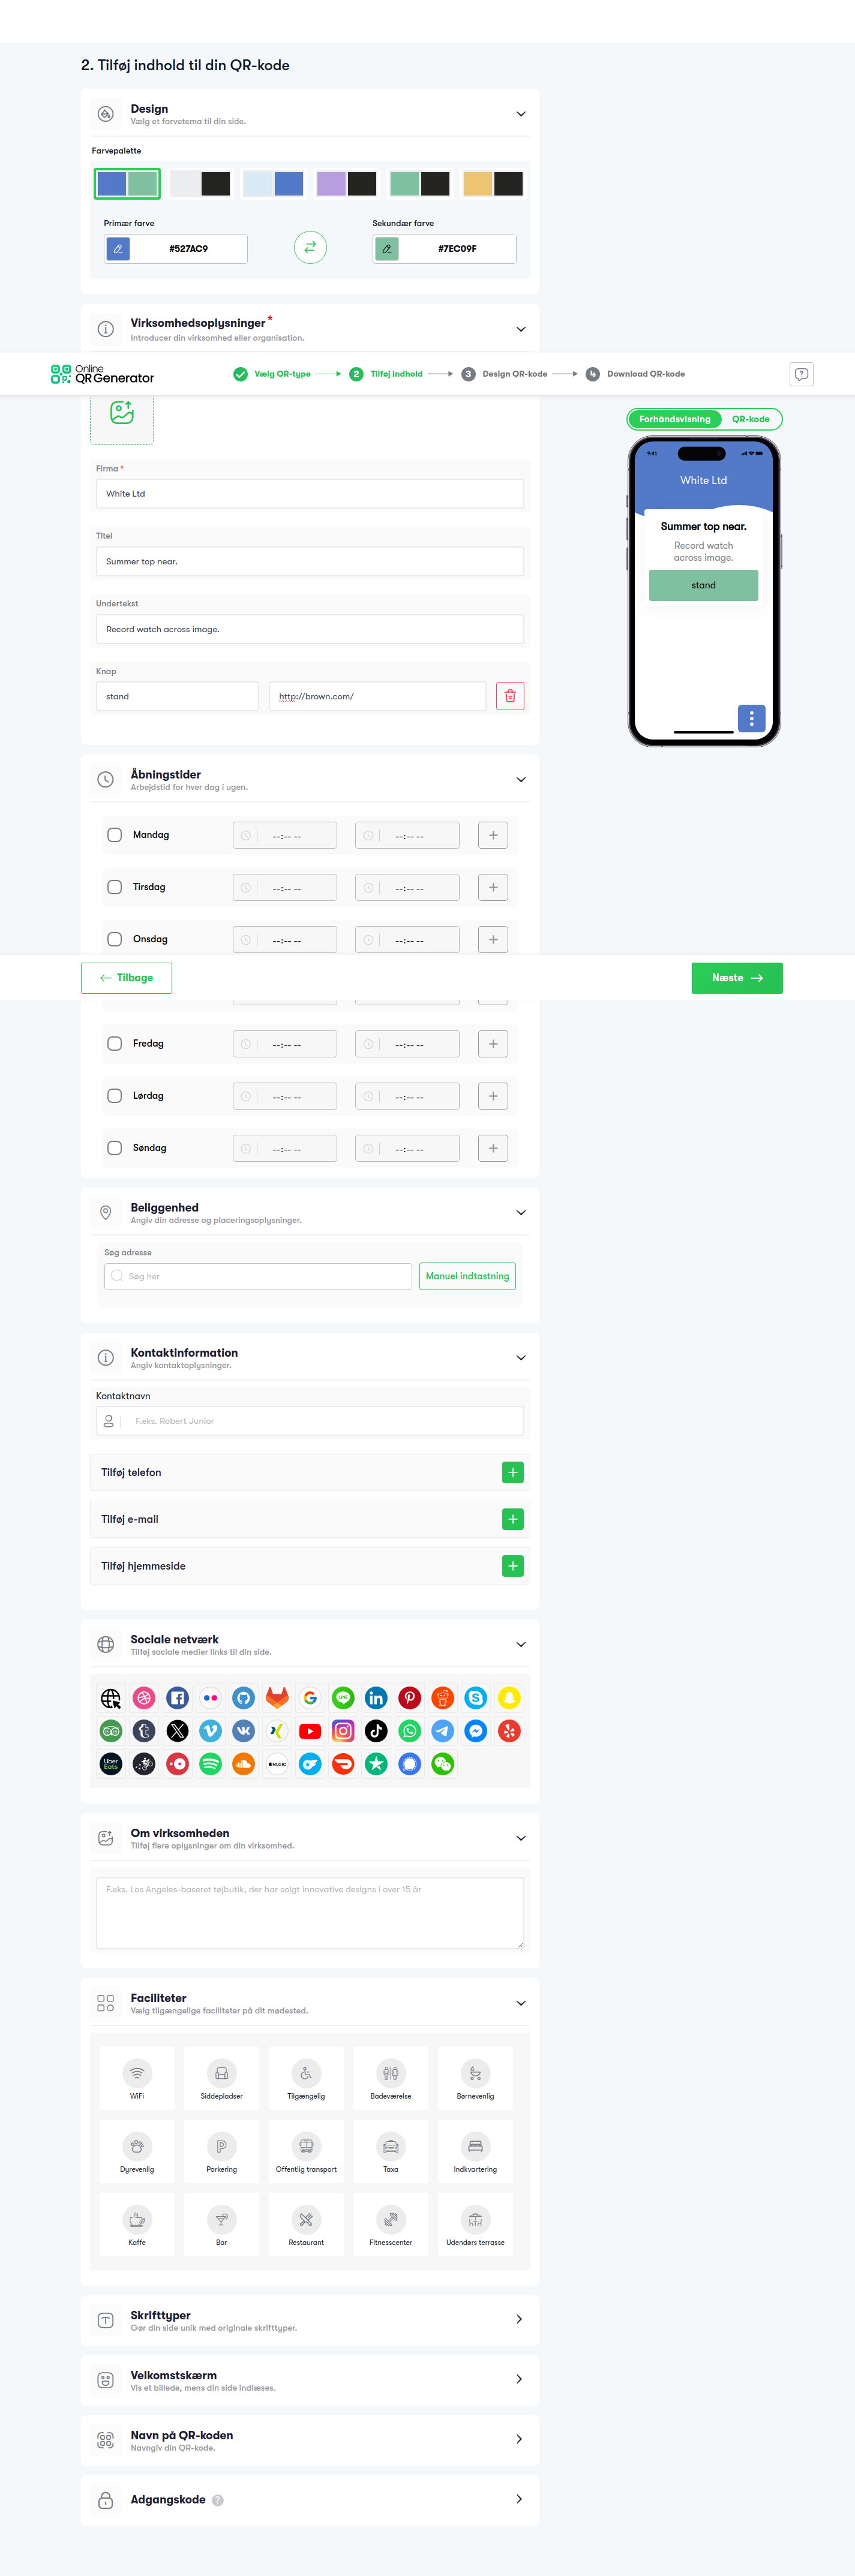 2. Tilføj indhold til din QR-kode
Design
Vælg et farvetema til din side.
Farvepalette
Primær farve
Sekundær farve
#527AC9
#7EC09F
Virksomhedsoplysninger *
Introducer din virksomhed eller organisation.
Online
QR Generator
Vælg QR-type
2 Tilføj indhold
3 Design QR-kode
4 Download QR-kode
Forhåndsvisning
QR-kode
9:41
White Ltd
Summer top near.
Record watch
across image.
stand
Firma *
White Ltd
Titel
Summer top near.
Undertekst
Record watch across image.
Knap
stand
http://brown.com/
Åbningstider
Arbejdstid for hver dag i ugen.
Mandag
--:-- --
--:-- --
Tirsdag
--:-- --
--:-- --
Onsdag
--:-- --
--:-- --
Tilbage
Næste
Fredag
--:-- --
--:-- --
Lørdag
--:-- --
--:-- --
Søndag
--:-- --
--:-- --
Beliggenhed
Angiv din adresse og placeringsoplysninger.
Søg adresse
Søg her
Manuel indtastning
Kontaktinformation
Angiv kontaktoplysninger.
Kontaktnavn
F.eks. Robert Junior
Tilføj telefon
Tilføj e-mail
Tilføj hjemmeside
Sociale netværk
Tilføj sociale medier links til din side.
LINE
Uber
Eats
MUSIC
Om virksomheden
Tilføj flere oplysninger om din virksomhed.
F.eks. Los Angeles-baseret tøjbutik, der har solgt innovative designs i over 15 år
Faciliteter
Vælg tilgængelige faciliteter på dit mødested.
WiFi
Siddepladser
Tilgængelig
Badeværelse
Børnevenlig
Dyrevenlig
Parkering
Offentlig transport
Taxa
Indkvartering
Kaffe
Bar
Restaurant
Fitnesscenter
Udendørs terrasse
Skrifttyper
Gør din side unik med originale skrifttyper.
Velkomstskærm
Vis et billede, mens din side indlæses.
Navn på QR-koden
Navngiv din QR-kode.
Adgangskode ?